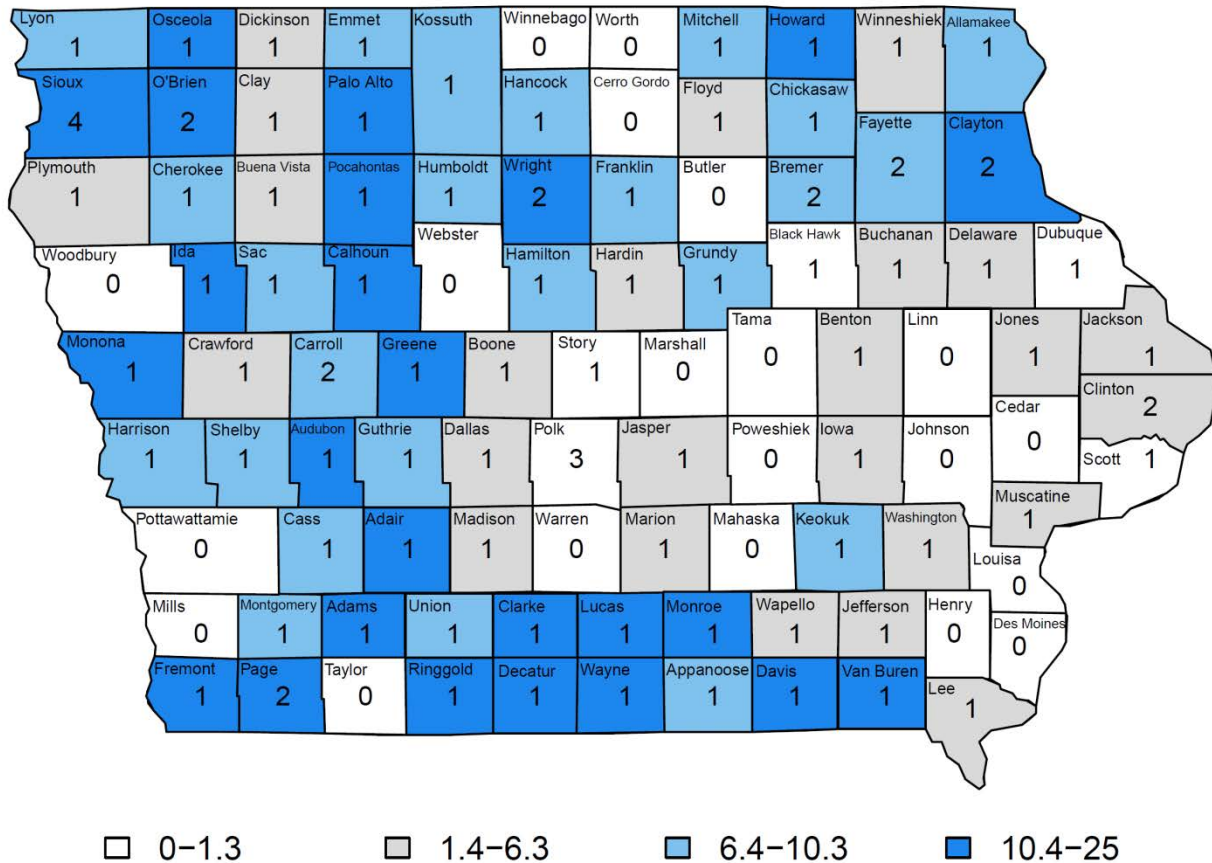 Lyon Osceola Dickinson Emmet Kossuth Winnebago Worth Mitchell Howard Winneshiek Allamakee
1 1 1 1 1 0 0 1 1 1 1
Sioux O'Brien Clay Palo Alto Hancock Cerro Gordo Floyd Chickasaw
4 2 1 1 1 0 1 1
Fayette Clayton
2 2
Plymouth Cherokee Buena Vista Pocahontas Humboldt Wright Franklin Butler Bremer
1 1 1 1 1 2 1 0 2
Woodbury Ida Sac Calhoun Webster Hamilton Hardin Grundy Black Hawk Buchanan Delaware Dubuque
0 1 1 1 0 1 1 1 1 1 1 1
Monona Crawford Carroll Greene Boone Story Marshall Tama Benton Linn Jones Jackson
1 1 2 1 1 1 0 0 1 0 1 1
Clinton
2
Harrison Shelby Audubon Guthrie Dallas Polk Jasper Poweshiek Iowa Johnson Cedar Scott
1 1 1 1 1 3 1 0 1 0 0 1
Muscatine
1
Pottawattamie Cass Adair Madison Warren Marion Mahaska Keokuk Washington Louisa
0 1 1 1 0 1 0 1 1 0
Mills Montgomery Adams Union Clarke Lucas Monroe Wapello Jefferson Henry Des Moines
0 1 1 1 1 1 1 1 1 0 0
Fremont Page Taylor Ringgold Decatur Wayne Appanoose Davis Van Buren Lee
1 2 0 1 1 1 1 1 1 1
0−1.3 1.4−6.3 6.4−10.3 10.4−25